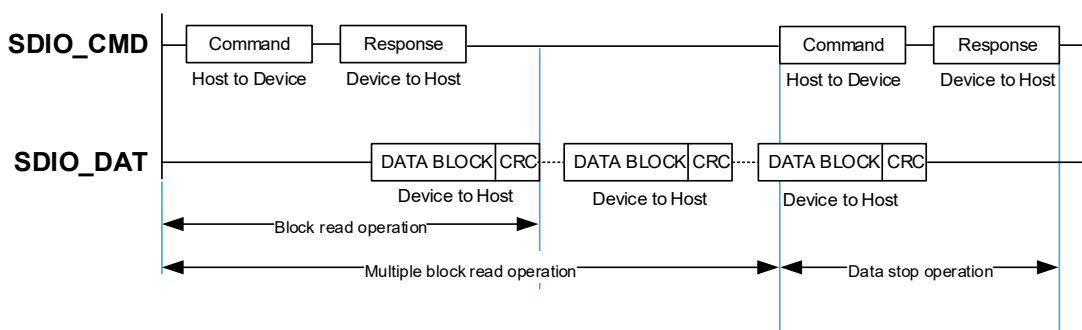 SDIO_CMD
Command
Response
Command
Response
Host to Device
Device to Host
Host to Device
Device to Host
SDIO_DAT
DATA BLOCK CRC
DATA BLOCK CRC
DATA BLOCK CRC
Device to Host
Device to Host
Device to Host
Block read operation
Multiple block read operation
Data stop operation